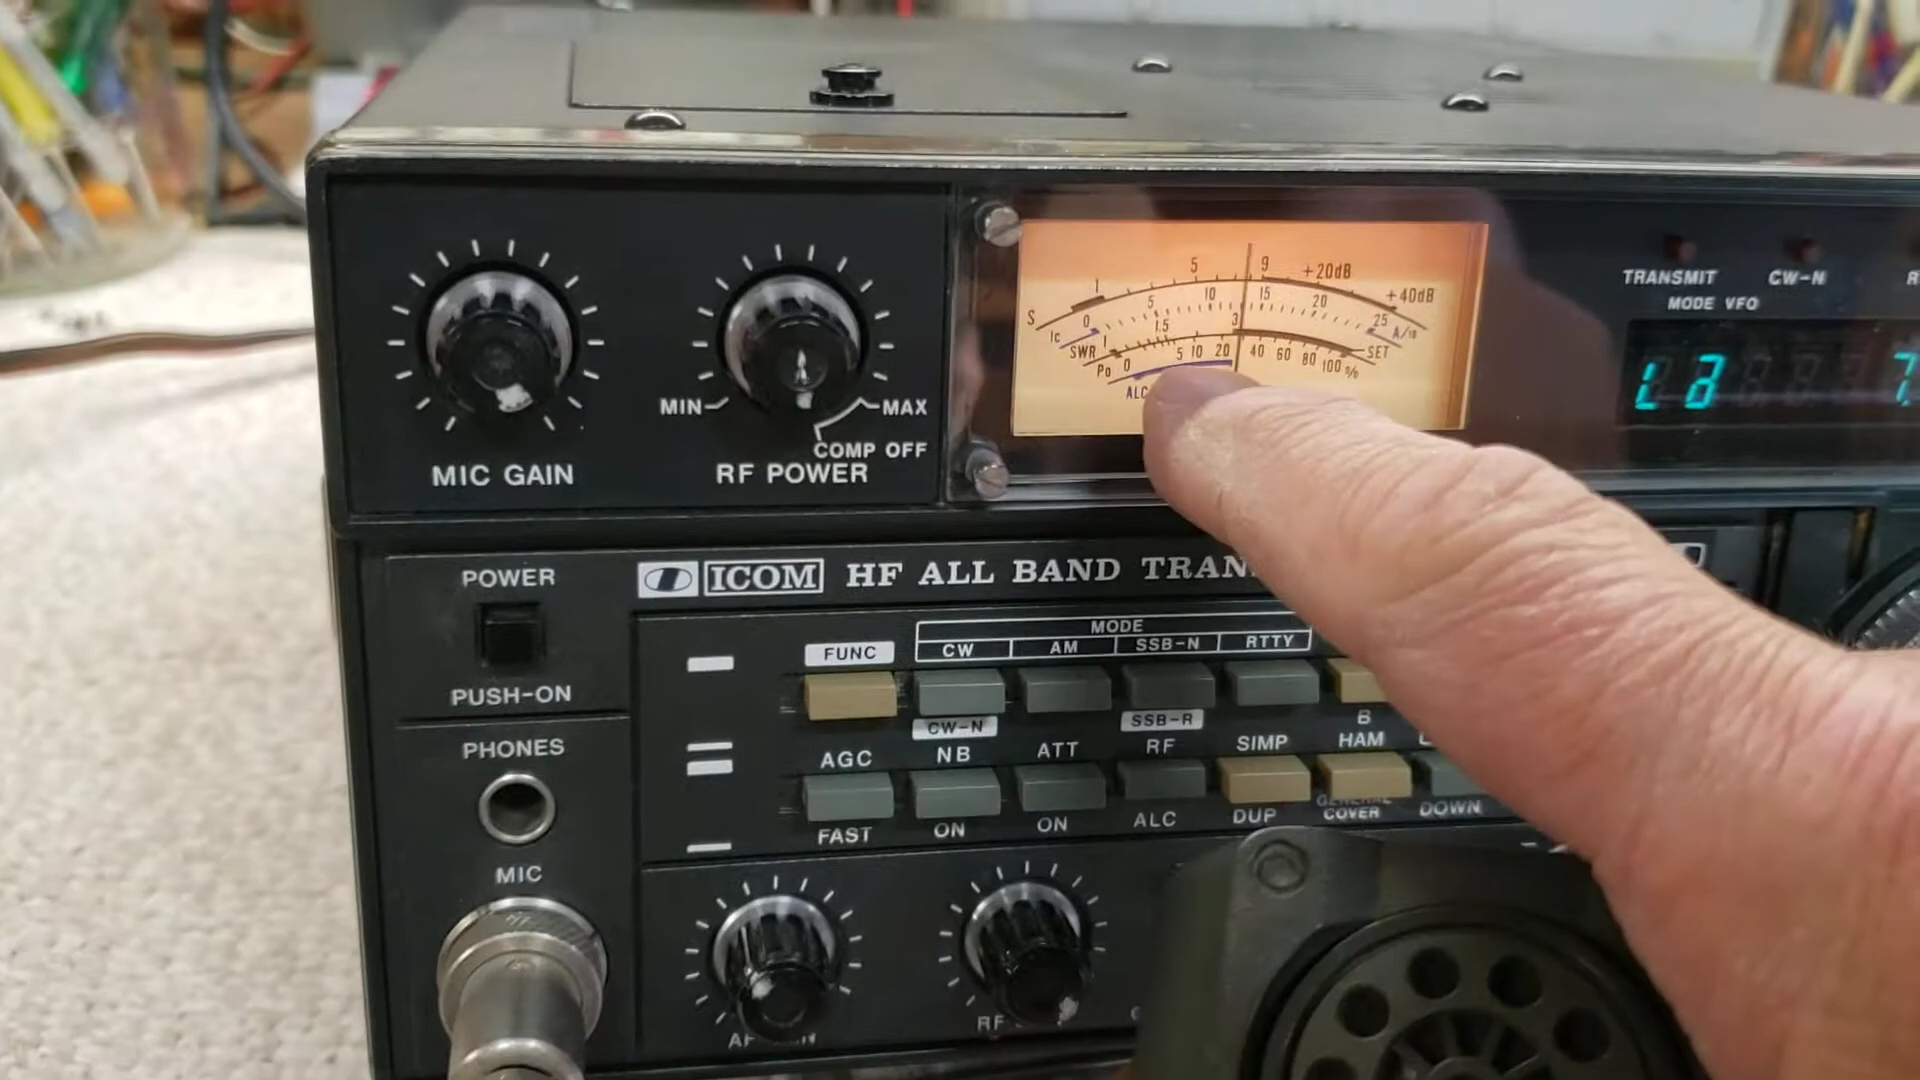 5 9 +20dB
1 +40dB
S
5 10 15 20
0 25 A/10
Ic
1.5 3
SWR 1 SET
5 10 20 40 60 80 100 %
Po 0
ALC
TRANSMIT CW-N
MODE VFO
MIN MAX
COMP OFF
MIC GAIN RF POWER
L8 7.
ICOM HF ALL BAND
POWER
PUSH-ON
PHONES
MIC
MODE
FUNC CW AM SSB-N RTTY
CW-N SSB-R B
AGC NB ATT RF SIMP HAM
FAST ON ON ALC DUP GENERAL COVER DOWN
RF